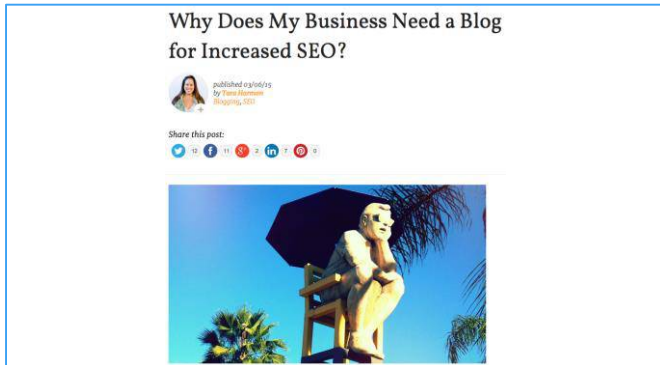 Why Does My Business Need a Blog
for Increased SEO?
published 03/06/15
by Tara Hannon
Blogging, SEO
Share this post:
12 11 2 7 0